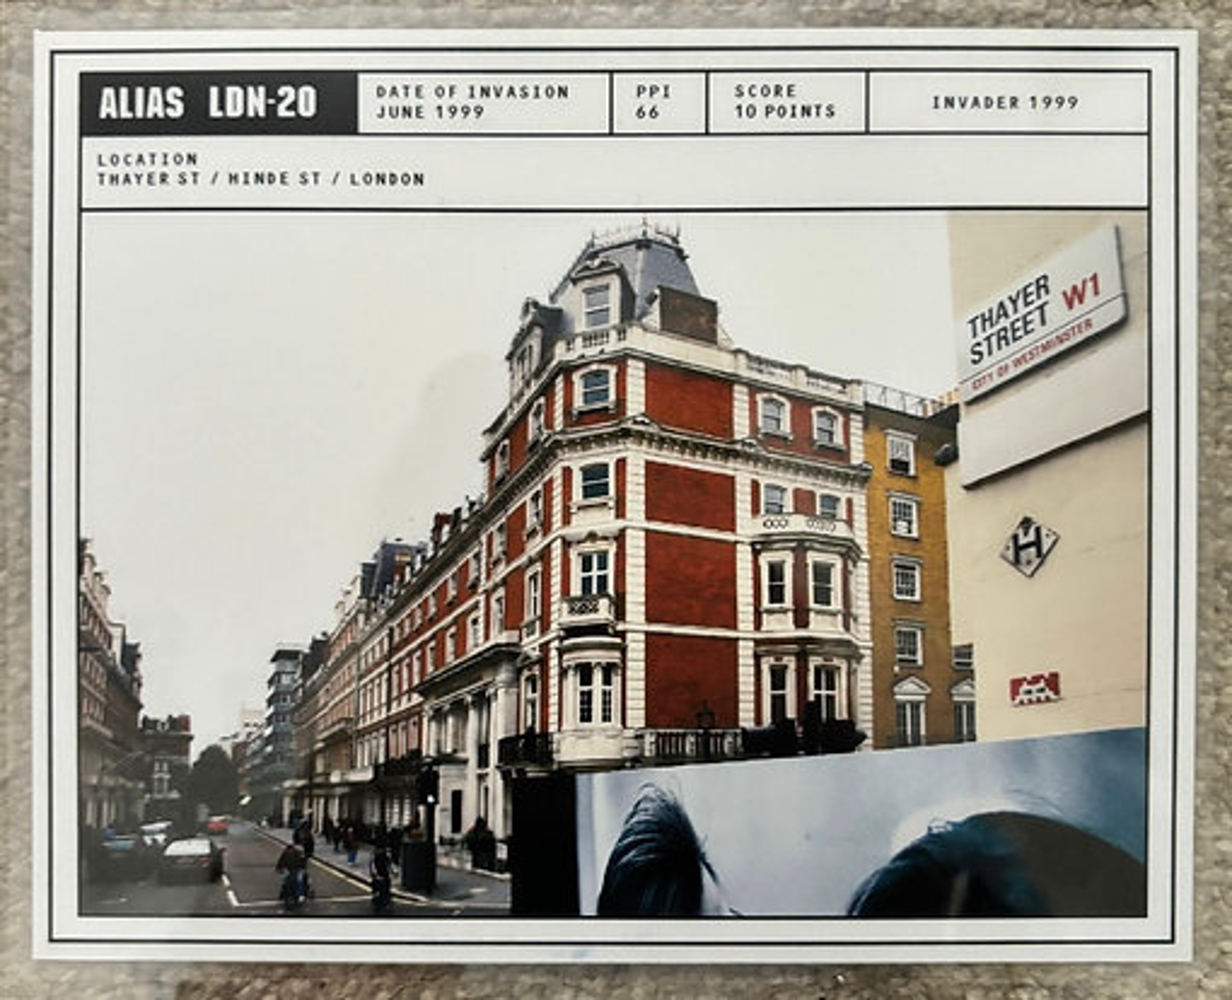 ALIAS LDN-20
DATE OF INVASION
JUNE 1999
PPI
66
SCORE
10 POINTS
INVADER 1999
LOCATION
THAYER ST / HINDE ST / LONDON
THAYER
STREET W1
CITY OF WESTMINSTER
H